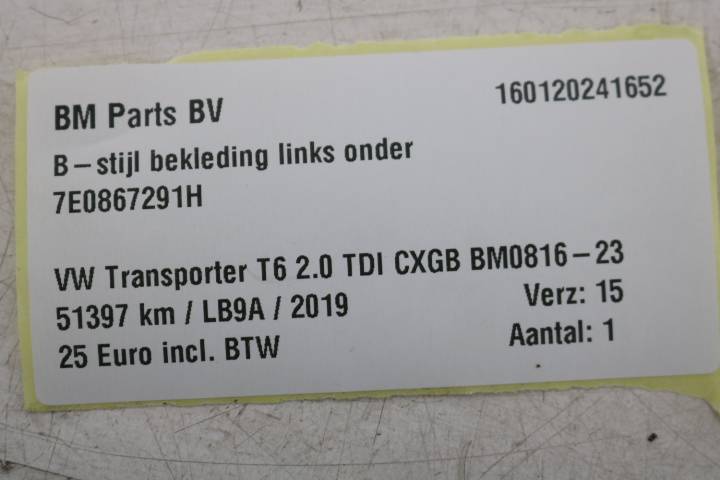 BM Parts BV 160120241652
B-stijl bekleding links onder
7E0867291H
VW Transporter T6 2.0 TDI CXGB BM0816-23
51397 km / LB9A / 2019 Verz: 15
25 Euro incl. BTW Aantal: 1